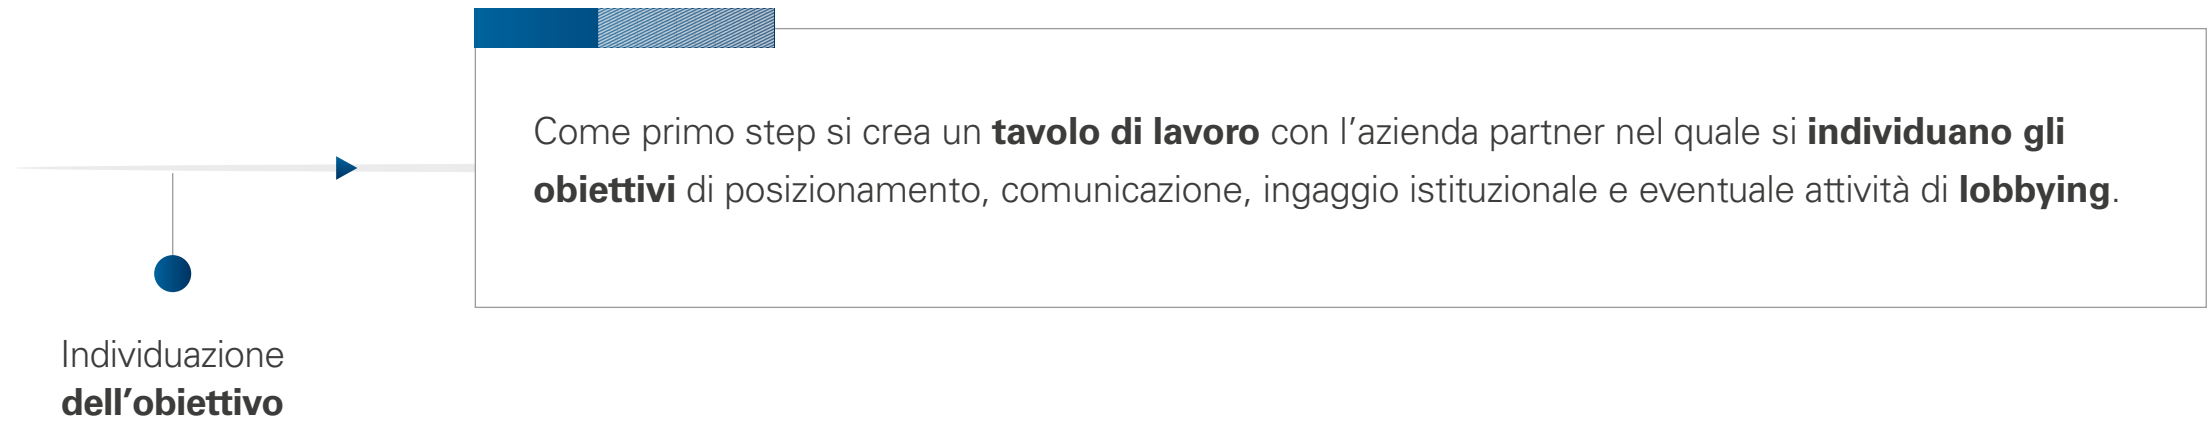 Come primo step si crea un tavolo di lavoro con l’azienda partner nel quale si individuano gli
obiettivi di posizionamento, comunicazione, ingaggio istituzionale e eventuale attività di lobbying.
Individuazione
dell’obiettivo